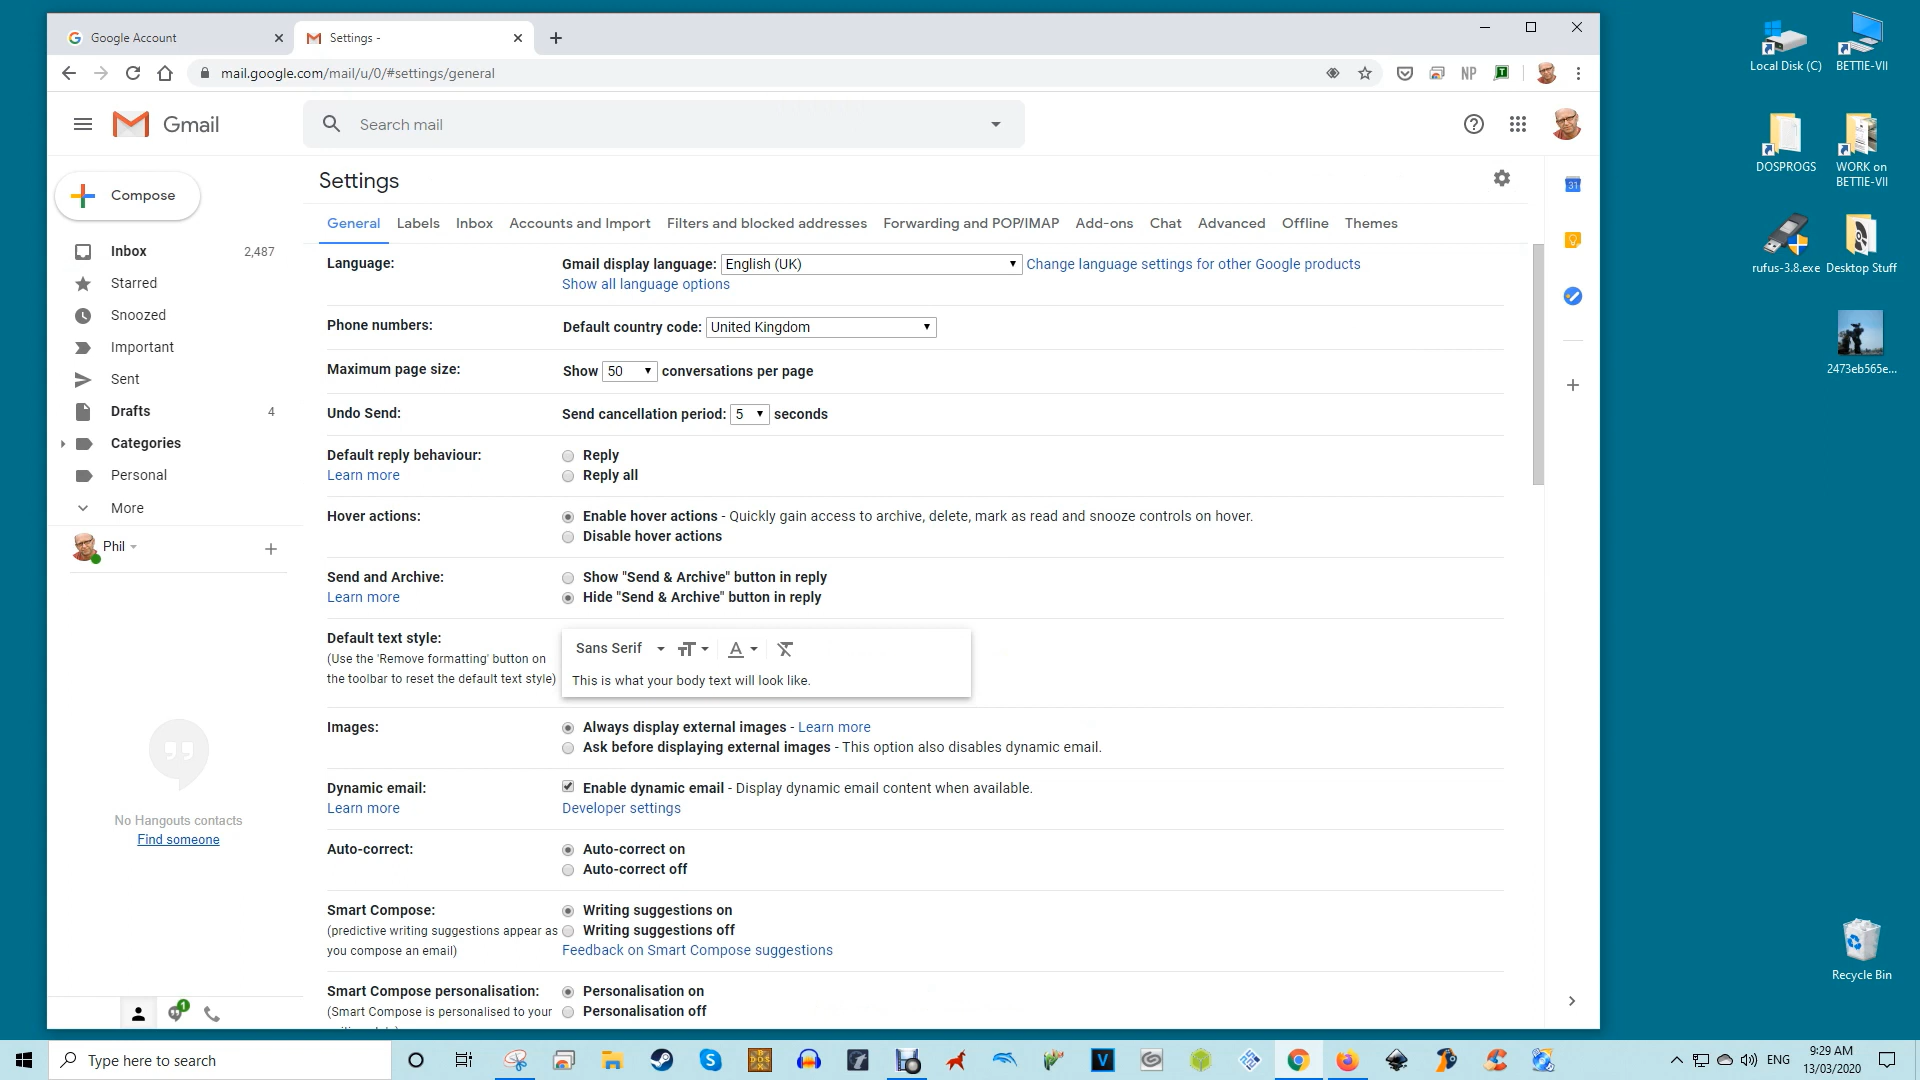 Google Account
Settings -
mail.google.com/mail/u/0/#settings/general
NP
Local Disk (C)
BETTIE-VII
Gmail
Search mail
DOSPROGS
WORK on
BETTIE-VII
Settings
Compose
31
General Labels Inbox Accounts and Import Filters and blocked addresses Forwarding and POP/IMAP Add-ons Chat Advanced Offline Themes
rufus-3.8.exe
Desktop Stuff
Inbox 2,487
Starred
Snoozed
Important
Sent
Drafts 4
Categories
Personal
More
Phil
No Hangouts contacts
Find someone
Language: Gmail display language: English (UK) Change language settings for other Google products
Show all language options
Phone numbers: Default country code: United Kingdom
Maximum page size: Show 50 conversations per page
2473eb565e...
Undo Send: Send cancellation period: 5 seconds
Default reply behaviour: Reply
Learn more Reply all
Hover actions: Enable hover actions - Quickly gain access to archive, delete, mark as read and snooze controls on hover.
Disable hover actions
Send and Archive: Show "Send & Archive" button in reply
Learn more Hide "Send & Archive" button in reply
Default text style: Sans Serif
(Use the 'Remove formatting' button on
the toolbar to reset the default text style) This is what your body text will look like.
Images: Always display external images - Learn more
Ask before displaying external images - This option also disables dynamic email.
Dynamic email: Enable dynamic email - Display dynamic email content when available.
Learn more Developer settings
Auto-correct: Auto-correct on
Auto-correct off
Smart Compose: Writing suggestions on
(predictive writing suggestions appear as Writing suggestions off
you compose an email) Feedback on Smart Compose suggestions
Smart Compose personalisation: Personalisation on
(Smart Compose is personalised to your Personalisation off
Recycle Bin
1
Type here to search
ENG
9:29 AM
13/03/2020